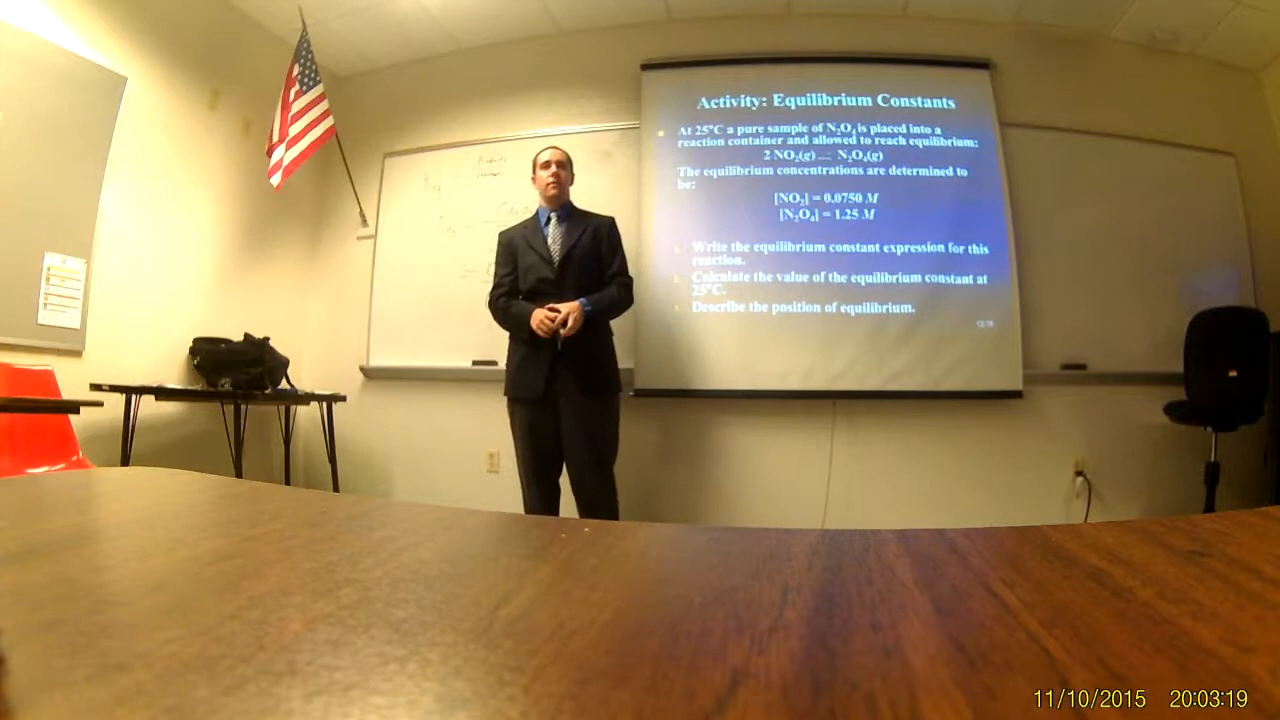 Activity: Equilibrium Constants
At 25°C a pure sample of N₂O₄ is placed into a
reaction container and allowed to reach equilibrium:
2 NO₂(g) N₂O₄(g)
The equilibrium concentrations are determined to
be:
[NO₂] = 0.0750 M
[N₂O₄] = 1.25 M
Write the equilibrium constant expression for this
reaction.
Calculate the value of the equilibrium constant at
25°C.
Describe the position of equilibrium.
11/10/2015 20:03:19